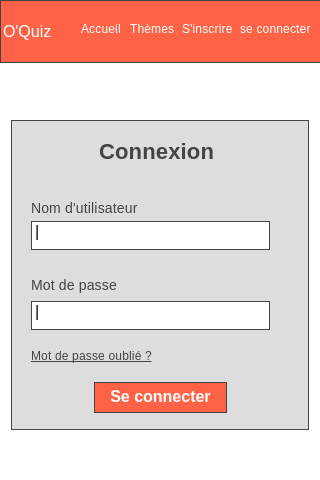 O'Quiz Accueil Thèmes S'inscrire se connecter
Connexion
Nom d'utilisateur
Mot de passe
Mot de passe oublié ?
Se connecter